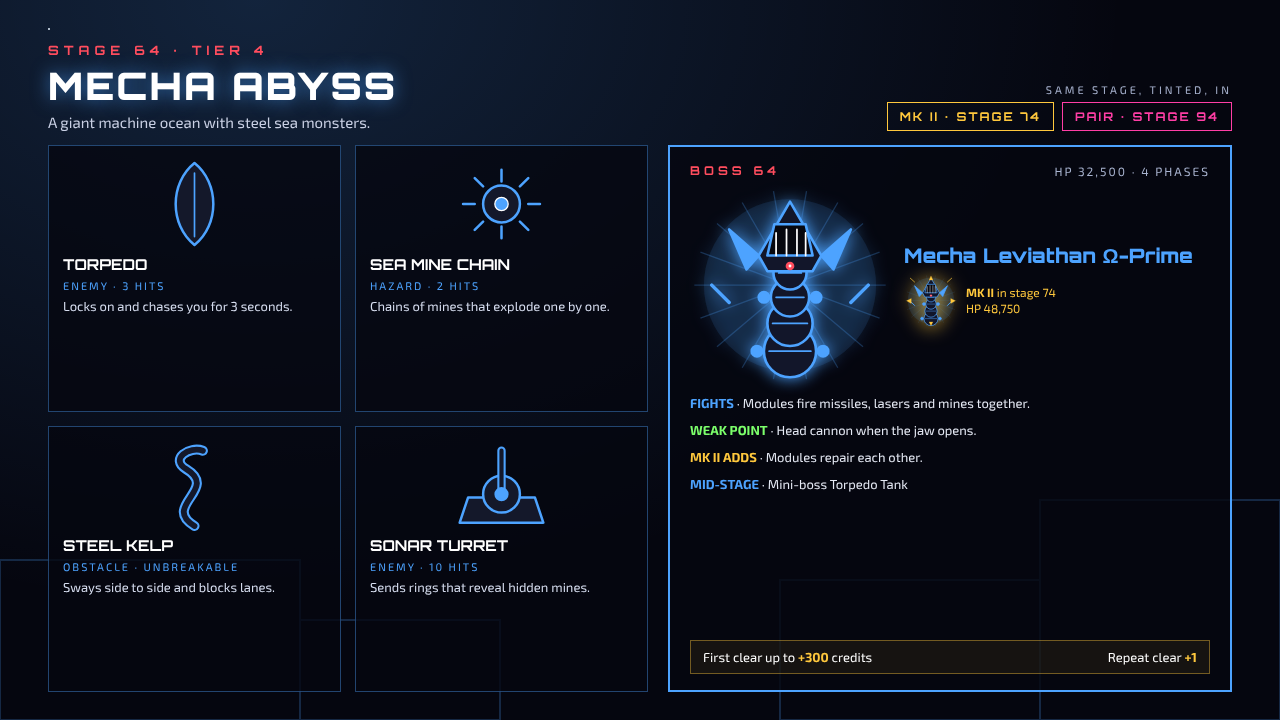 STAGE 64 · TIER 4
MECHA ABYSS
A giant machine ocean with steel sea monsters.
SAME STAGE, TINTED, IN
MK II · STAGE 74
PAIR · STAGE 94
TORPEDO
ENEMY · 3 HITS
Locks on and chases you for 3 seconds.
SEA MINE CHAIN
HAZARD · 2 HITS
Chains of mines that explode one by one.
STEEL KELP
OBSTACLE · UNBREAKABLE
Sways side to side and blocks lanes.
SONAR TURRET
ENEMY · 10 HITS
Sends rings that reveal hidden mines.
BOSS 64
HP 32,500 · 4 PHASES
Mecha Leviathan Ω-Prime
MK II in stage 74
HP 48,750
FIGHTS · Modules fire missiles, lasers and mines together.
WEAK POINT · Head cannon when the jaw opens.
MK II ADDS · Modules repair each other.
MID-STAGE · Mini-boss Torpedo Tank
First clear up to +300 credits
Repeat clear +1